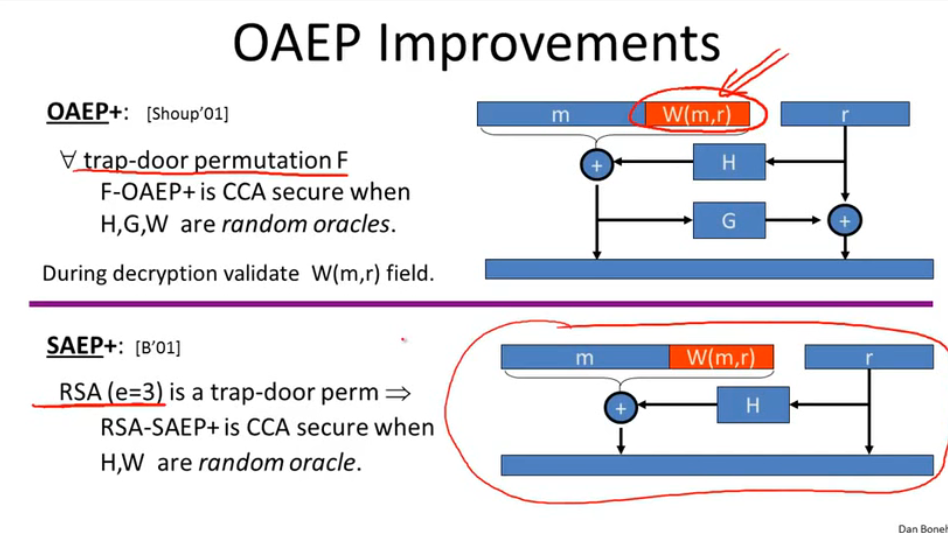 OAEP Improvements
OAEP+: [Shoup'01]
∀ trap-door permutation F
F-OAEP+ is CCA secure when
H,G,W are random oracles.
During decryption validate W(m,r) field.
m W(m,r) r
+ H
G +
SAEP+: [B'01]
RSA (e=3) is a trap-door perm ⇒
RSA-SAEP+ is CCA secure when
H,W are random oracle.
m W(m,r) r
+ H
Dan Boneh